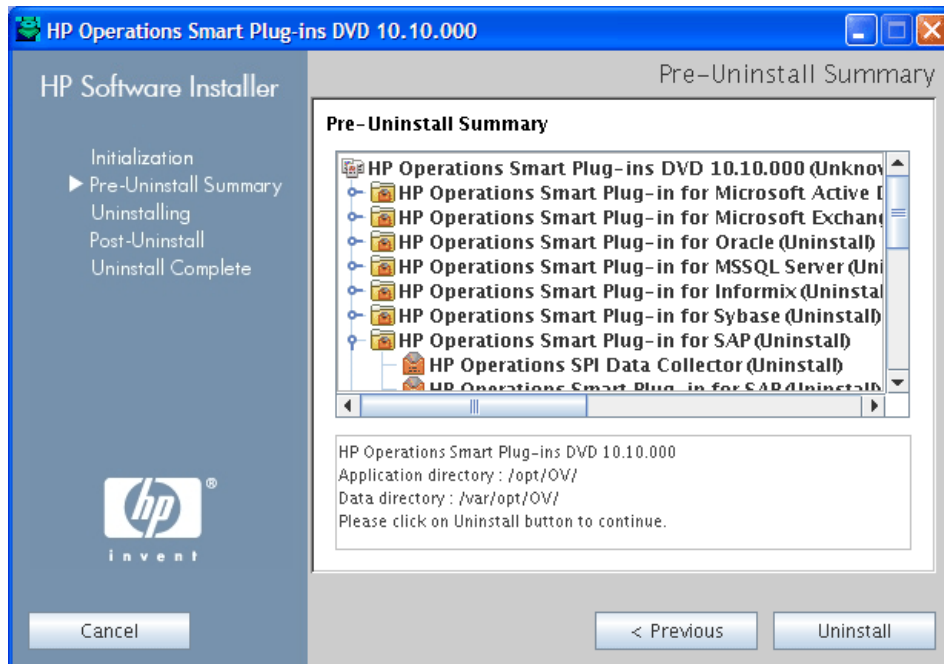 HP Operations Smart Plug-ins DVD 10.10.000
HP Software Installer
Initialization
Pre-Uninstall Summary
Uninstalling
Post-Uninstall
Uninstall Complete
hp
®
invent
Pre-Uninstall Summary
Pre-Uninstall Summary
HP Operations Smart Plug-ins DVD 10.10.000 (Unknov
HP Operations Smart Plug-in for Microsoft Active
HP Operations Smart Plug-in for Microsoft Exchang
HP Operations Smart Plug-in for Oracle (Uninstall)
HP Operations Smart Plug-in for MSSQL Server (Uni
HP Operations Smart Plug-in for Informix (Uninstal
HP Operations Smart Plug-in for Sybase (Uninstall)
HP Operations Smart Plug-in for SAP (Uninstall)
HP Operations SPI Data Collector (Uninstall)
HP Operations Smart Plug-in for SAP (Uninstall)
HP Operations Smart Plug-ins DVD 10.10.000
Application directory : /opt/OV/
Data directory : /var/opt/OV/
Please click on Uninstall button to continue.
Cancel
< Previous
Uninstall